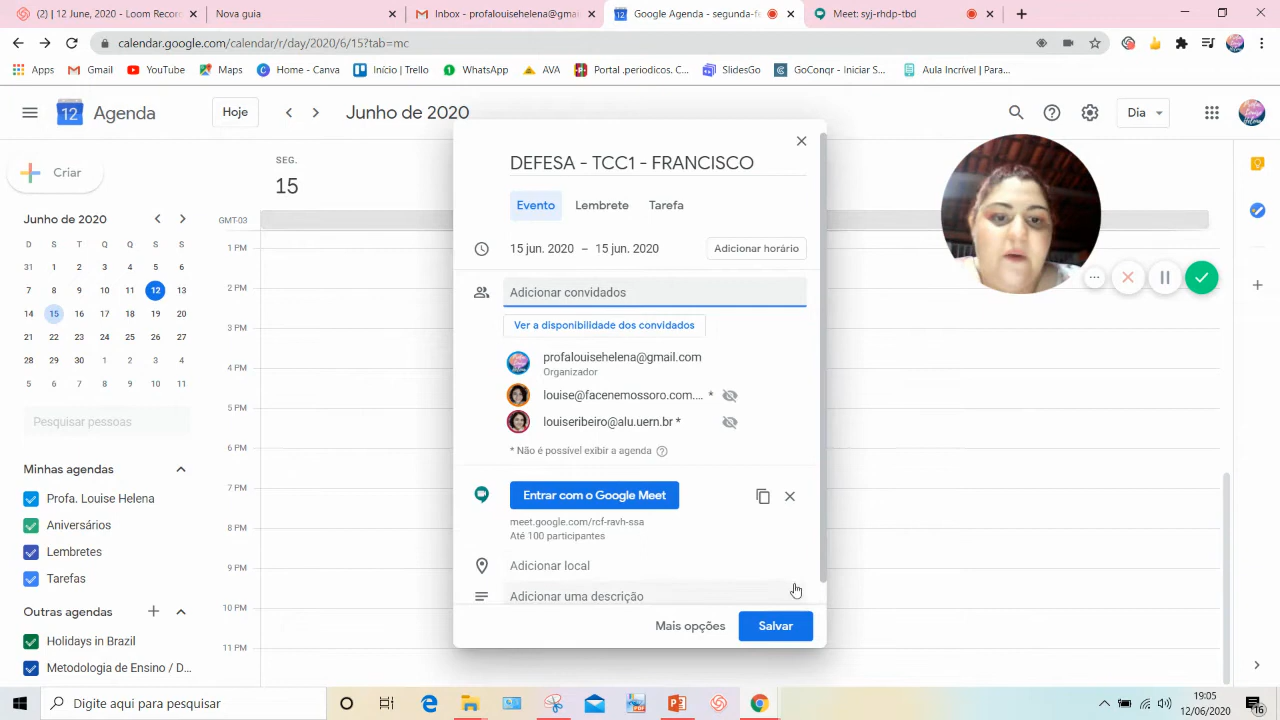 (2) | 12 jun, 2020 - Loom Recor
Nova guia
Inbox - profalouisehelena@gmai
Google Agenda - segunda-fe
Meet: syj-rhdp-tbd
calendar.google.com/calendar/r/day/2020/6/15?tab=mc
Apps
Gmail
YouTube
Maps
Home - Canva
Início | Trello
WhatsApp
AVA
Portal .periodicos. C...
SlidesGo
GoConqr - Iniciar S...
Aula Incrível | Para...
12
Agenda
Hoje
Junho de 2020
Dia
Criar
SEG.
15
GMT-03
Junho de 2020
D S T Q Q S S
31 1 2 3 4 5 6
7 8 9 10 11 12 13
14 15 16 17 18 19 20
21 22 23 24 25 26 27
28 29 30 1 2 3 4
5 6 7 8 9 10 11
Pesquisar pessoas
Minhas agendas
Profa. Louise Helena
Aniversários
Lembretes
Tarefas
Outras agendas
Holidays in Brazil
Metodologia de Ensino / D...
1 PM
2 PM
3 PM
4 PM
5 PM
6 PM
7 PM
8 PM
9 PM
10 PM
11 PM
DEFESA - TCC1 - FRANCISCO
Evento
Lembrete
Tarefa
15 jun. 2020 – 15 jun. 2020
Adicionar horário
Adicionar convidados
Ver a disponibilidade dos convidados
profalouisehelena@gmail.com
Organizador
louise@facenemossoro.com.... *
louiseribeiro@alu.uern.br *
* Não é possível exibir a agenda
Entrar com o Google Meet
meet.google.com/rcf-ravh-ssa
Até 100 participantes
Adicionar local
Adicionar uma descrição
Mais opções
Salvar
Digite aqui para pesquisar
19:05
12/06/2020
16